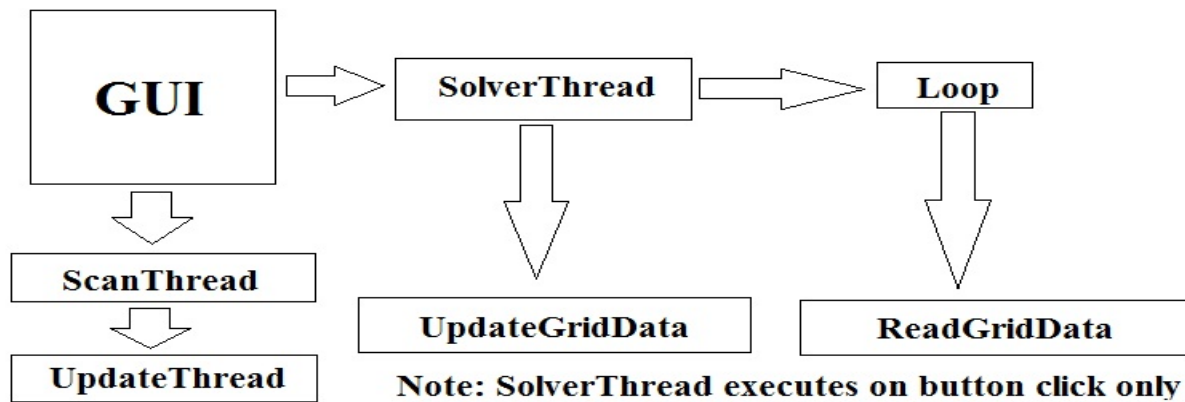 GUI
SolverThread
Loop
ScanThread
UpdateThread
UpdateGridData
ReadGridData
Note: SolverThread executes on button click only